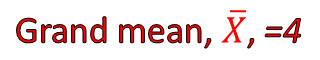 Grand mean, X̅, =4